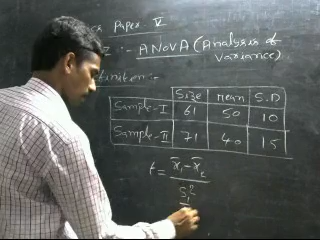 Paper - V
:- ANOVA (Analysis of
Variance)
Size Mean S.D
Sample-I 61 50 10
Sample-II 71 40 15
t = x̄₁ - x̄₂
S₁²